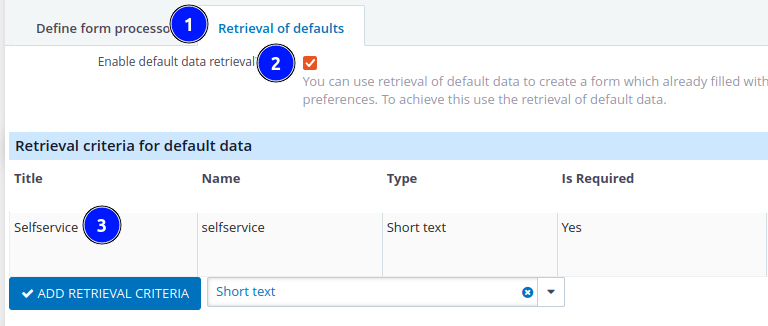 Define form processo
1
Retrieval of defaults
Enable default data retrieval
2
You can use retrieval of default data to create a form which already filled with
preferences. To achieve this use the retrieval of default data.
Retrieval criteria for default data
Title Name Type Is Required
Selfservice 3 selfservice Short text Yes
ADD RETRIEVAL CRITERIA Short text